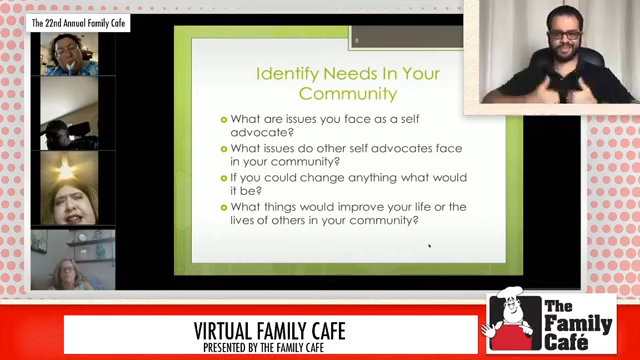 The 22nd Annual Family Cafe
Identify Needs In Your
Community
What are issues you face as a self
advocate?
What issues do other self advocates face
in your community?
If you could change anything what would
it be?
What things would improve your life or the
lives of others in your community?
VIRTUAL FAMILY CAFE
PRESENTED BY THE FAMILY CAFE
The
Family
Café